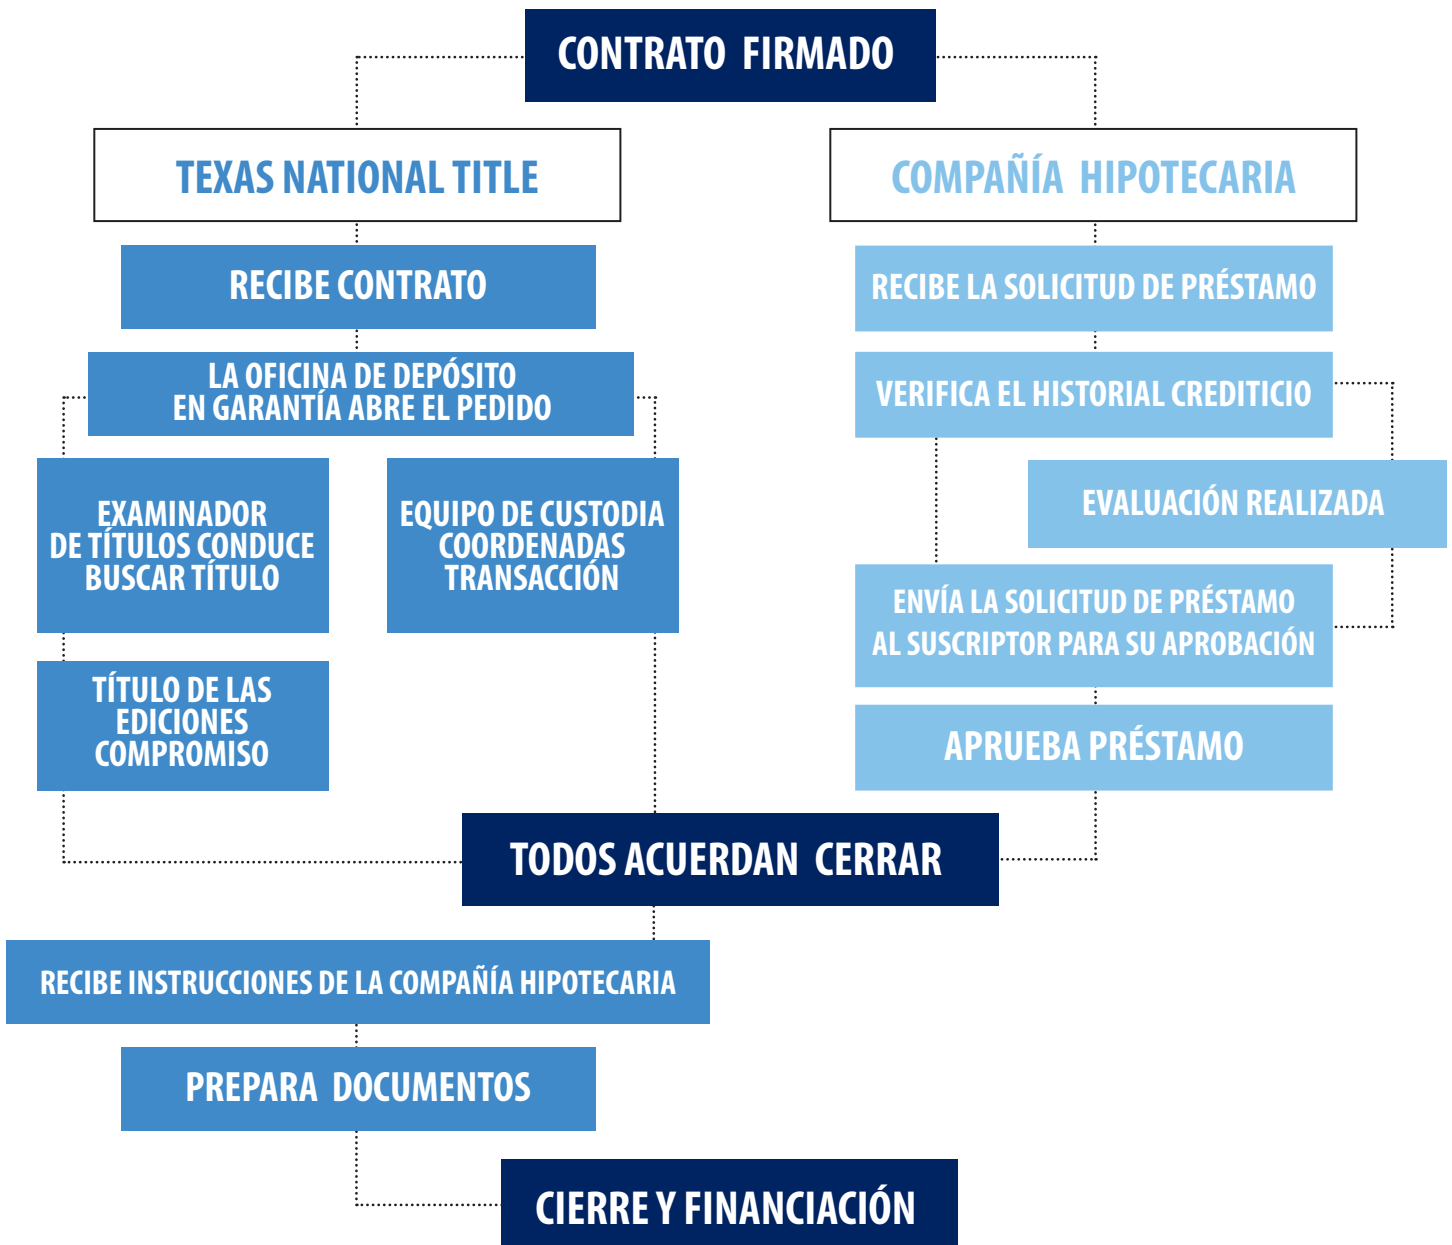 CONTRATO FIRMADO
TEXAS NATIONAL TITLE
COMPAÑÍA HIPOTECARIA
RECIBE CONTRATO
RECIBE LA SOLICITUD DE PRÉSTAMO
LA OFICINA DE DEPÓSITO
EN GARANTÍA ABRE EL PEDIDO
VERIFICA EL HISTORIAL CREDITICIO
EXAMINADOR
DE TÍTULOS CONDUCE
BUSCAR TÍTULO
EQUIPO DE CUSTODIA
COORDENADAS
TRANSACCIÓN
EVALUACIÓN REALIZADA
ENVÍA LA SOLICITUD DE PRÉSTAMO
AL SUSCRIPTOR PARA SU APROBACIÓN
TÍTULO DE LAS
EDICIONES
COMPROMISO
APRUEBA PRÉSTAMO
TODOS ACUERDAN CERRAR
RECIBE INSTRUCCIONES DE LA COMPAÑÍA HIPOTECARIA
PREPARA DOCUMENTOS
CIERRE Y FINANCIACIÓN